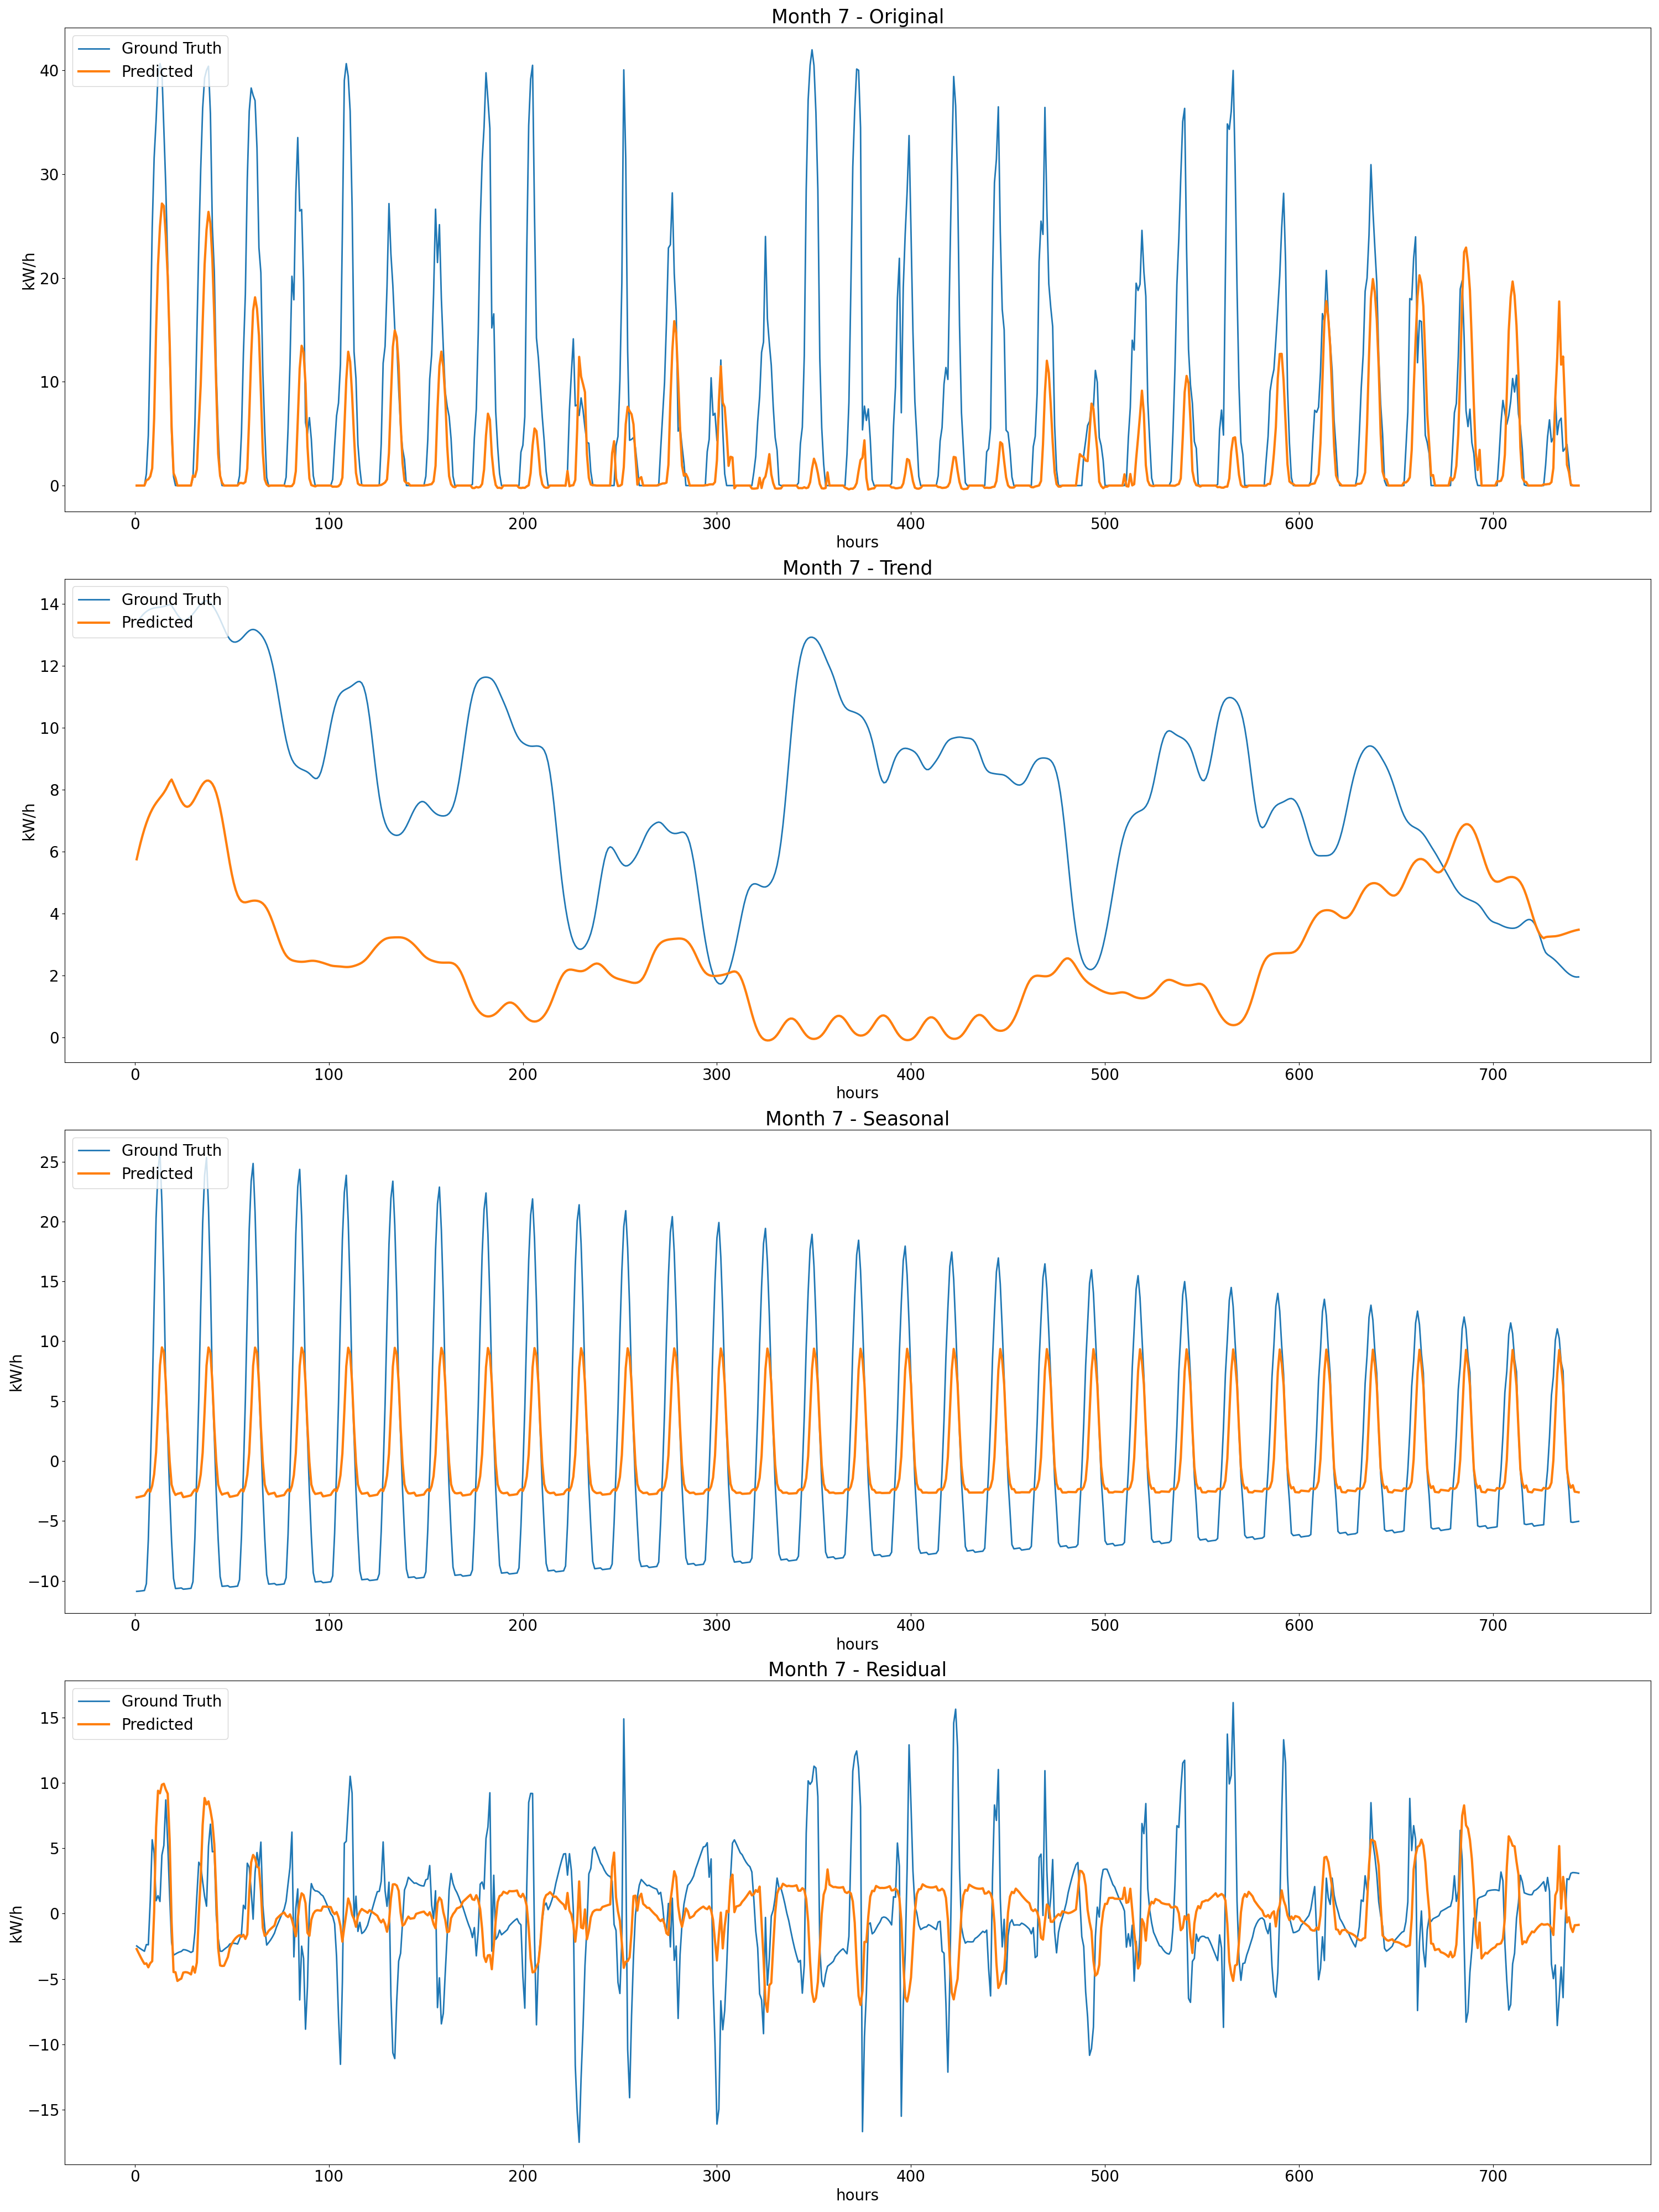 Month 7 - Original
Ground Truth
Predicted
kW/h
40
30
20
10
0
0 100 200 300 400 500 600 700
hours
Month 7 - Trend
Ground Truth
Predicted
kW/h
14
12
10
8
6
4
2
0
0 100 200 300 400 500 600 700
hours
Month 7 - Seasonal
Ground Truth
Predicted
kW/h
25
20
15
10
5
0
−5
−10
0 100 200 300 400 500 600 700
hours
Month 7 - Residual
Ground Truth
Predicted
kW/h
15
10
5
0
−5
−10
−15
0 100 200 300 400 500 600 700
hours